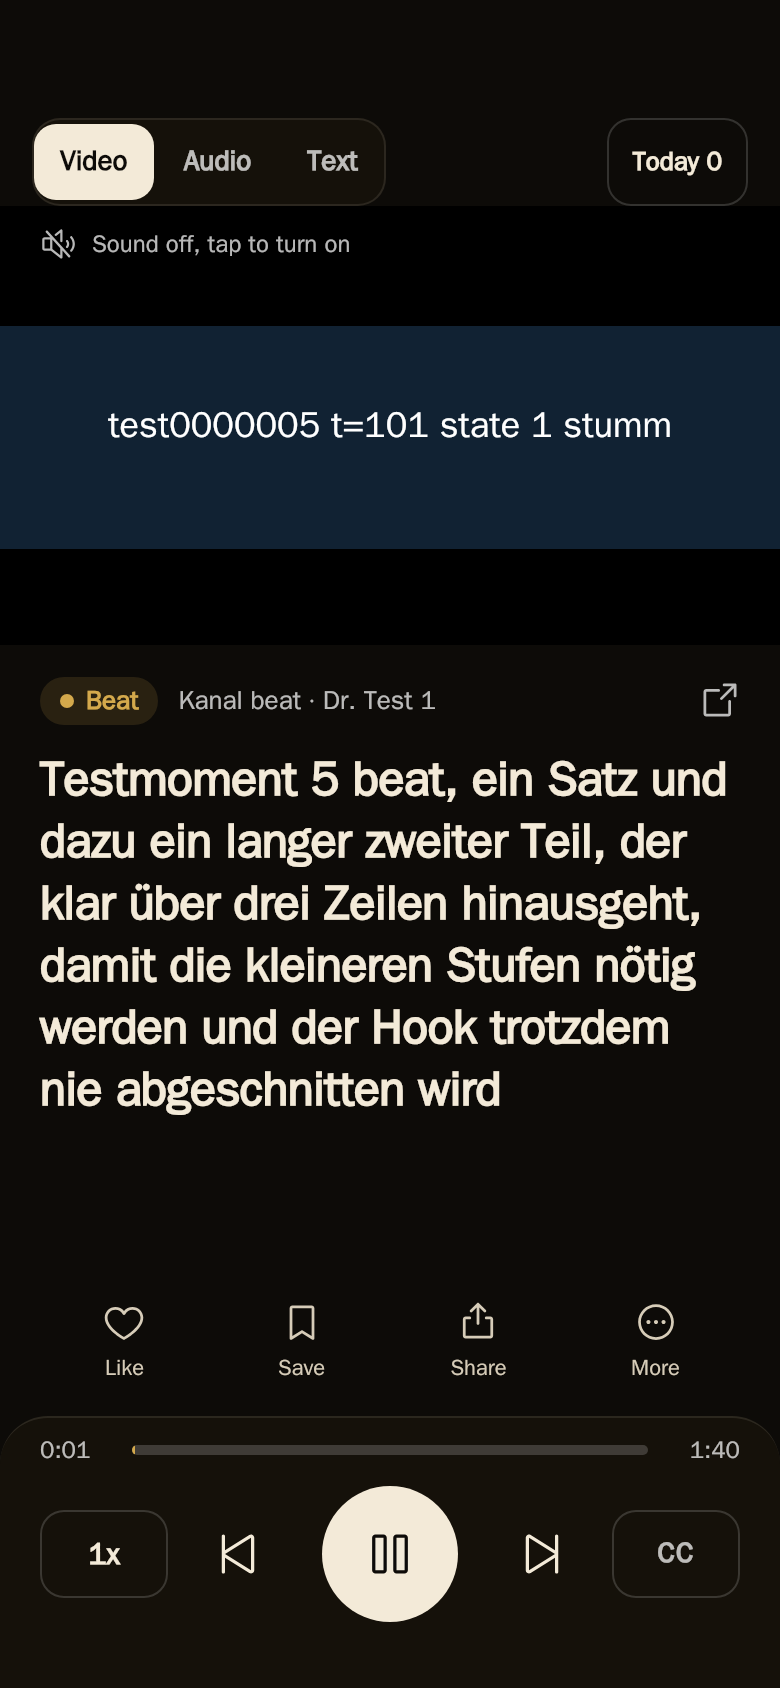 Video Audio Text Today 0
Sound off, tap to turn on
test0000005 t=101 state 1 stumm
Beat Kanal beat · Dr. Test 1
Testmoment 5 beat, ein Satz und
dazu ein langer zweiter Teil, der
klar über drei Zeilen hinausgeht,
damit die kleineren Stufen nötig
werden und der Hook trotzdem
nie abgeschnitten wird
Like Save Share More
0:01 1:40
1x CC